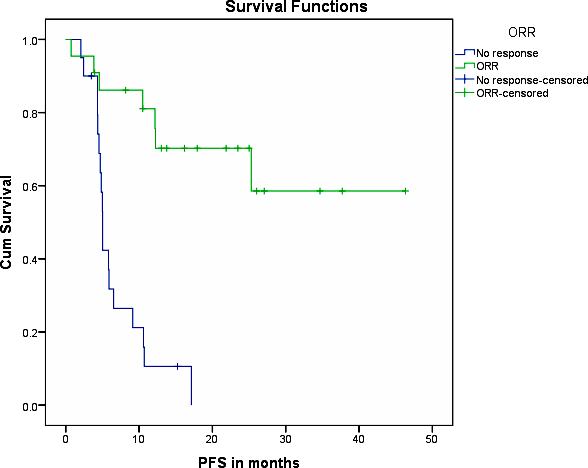 Survival Functions
ORR
No response
ORR
No response-censored
ORR-censored
Cum Survival
1.0
0.8
0.6
0.4
0.2
0.0
0 10 20 30 40 50
PFS in months